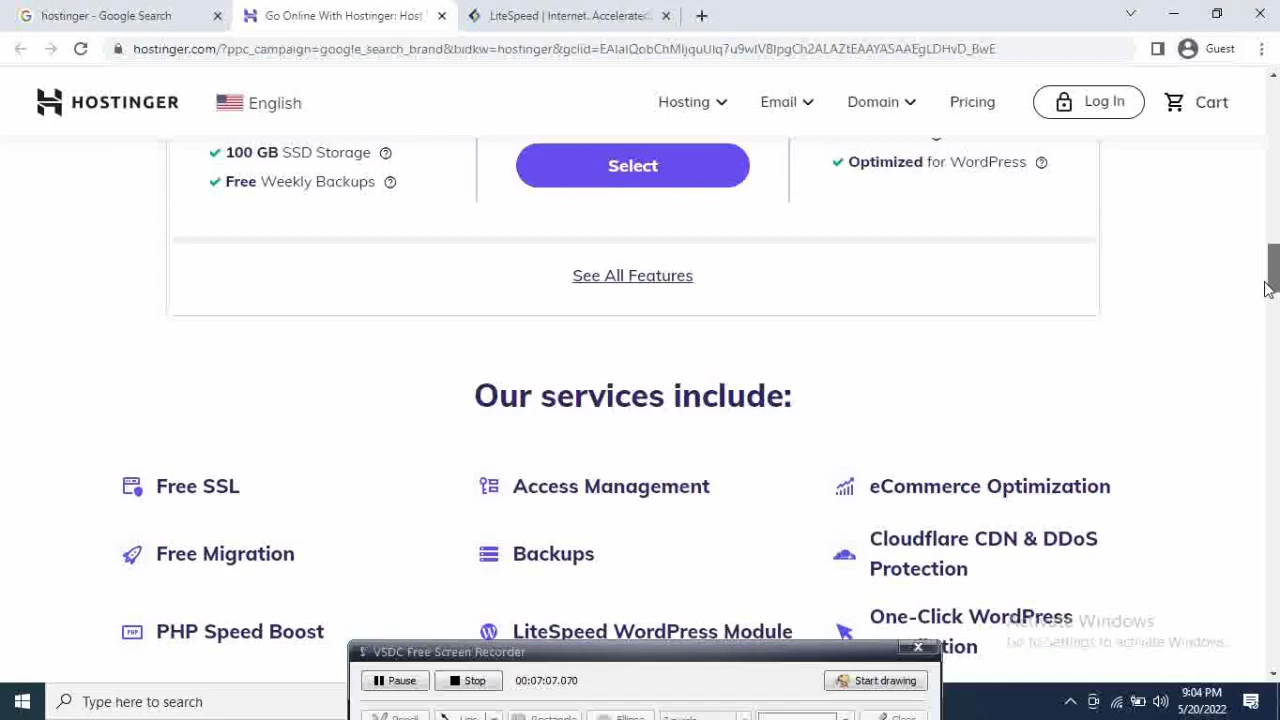 hostinger - Google Search
Go Online With Hostinger: Host
LiteSpeed | Internet. Accelerated.
hostinger.com/?ppc_campaign=google_search_brand&bidkw=hostinger&gclid=
Guest
HOSTINGER
English
Hosting
Email
Domain
Pricing
Log In
Cart
100 GB SSD Storage
Free Weekly Backups
Select
Optimized for WordPress
See All Features
Our services include:
Free SSL
Access Management
eCommerce Optimization
Free Migration
Backups
Cloudflare CDN & DDoS
Protection
PHP Speed Boost
LiteSpeed WordPress Module
One-Click WordPress
Activate Windows
Go to Settings to activate Windows.
VSDC Free Screen Recorder
Pause
Stop
00:07:07.070
Start drawing
Type here to search
9:04 PM
5/20/2022